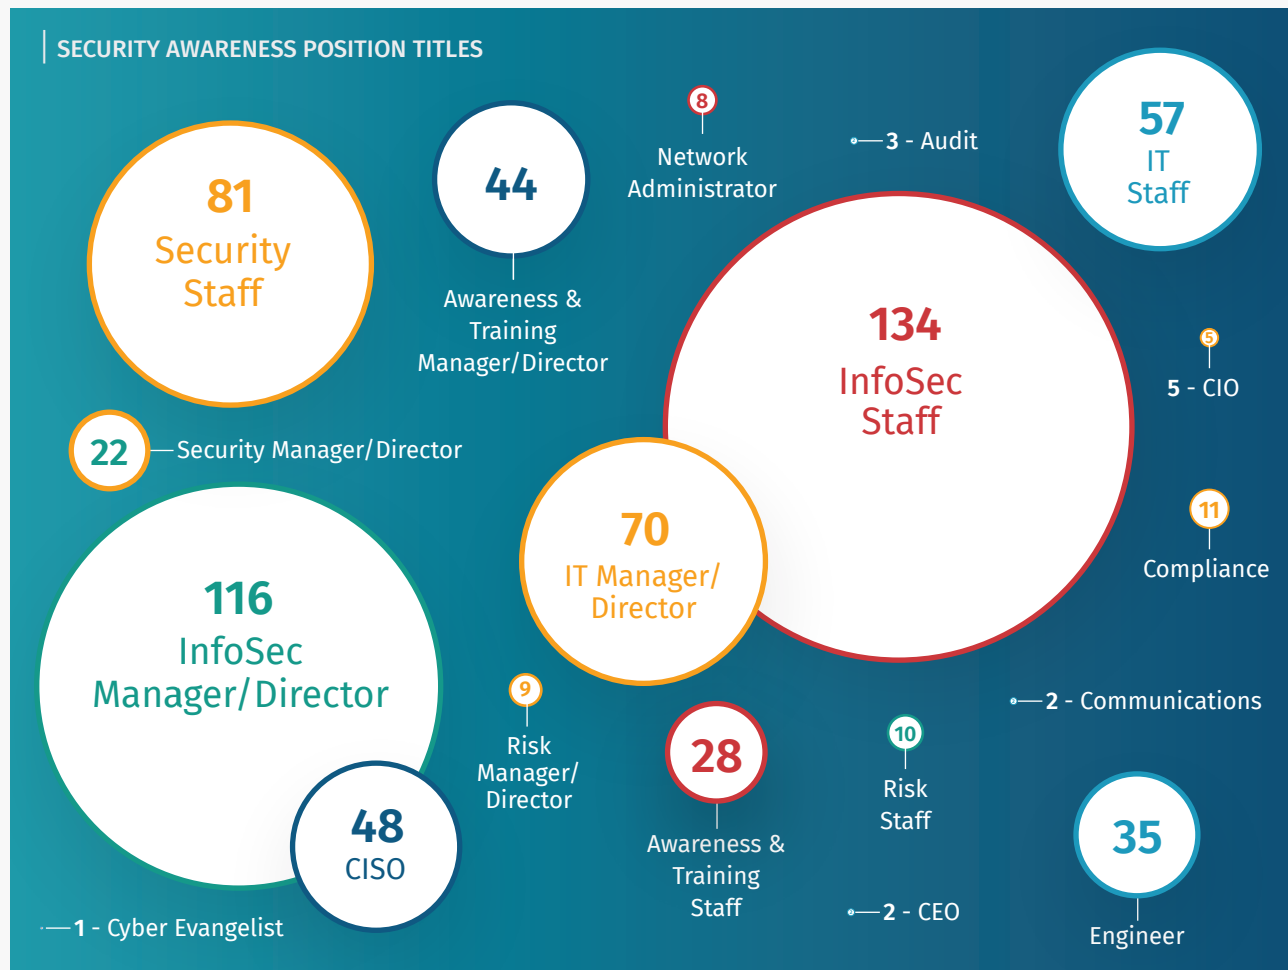 SECURITY AWARENESS POSITION TITLES
81
Security
Staff
44
Awareness &
Training
Manager/Director
8
Network
Administrator
3 - Audit
57
IT
Staff
134
InfoSec
Staff
5
5 - CIO
22
Security Manager/Director
70
IT Manager/
Director
11
Compliance
116
InfoSec
Manager/Director
9
Risk
Manager/
Director
28
Awareness &
Training
Staff
10
Risk
Staff
2 - Communications
48
CISO
35
Engineer
1 - Cyber Evangelist
2 - CEO